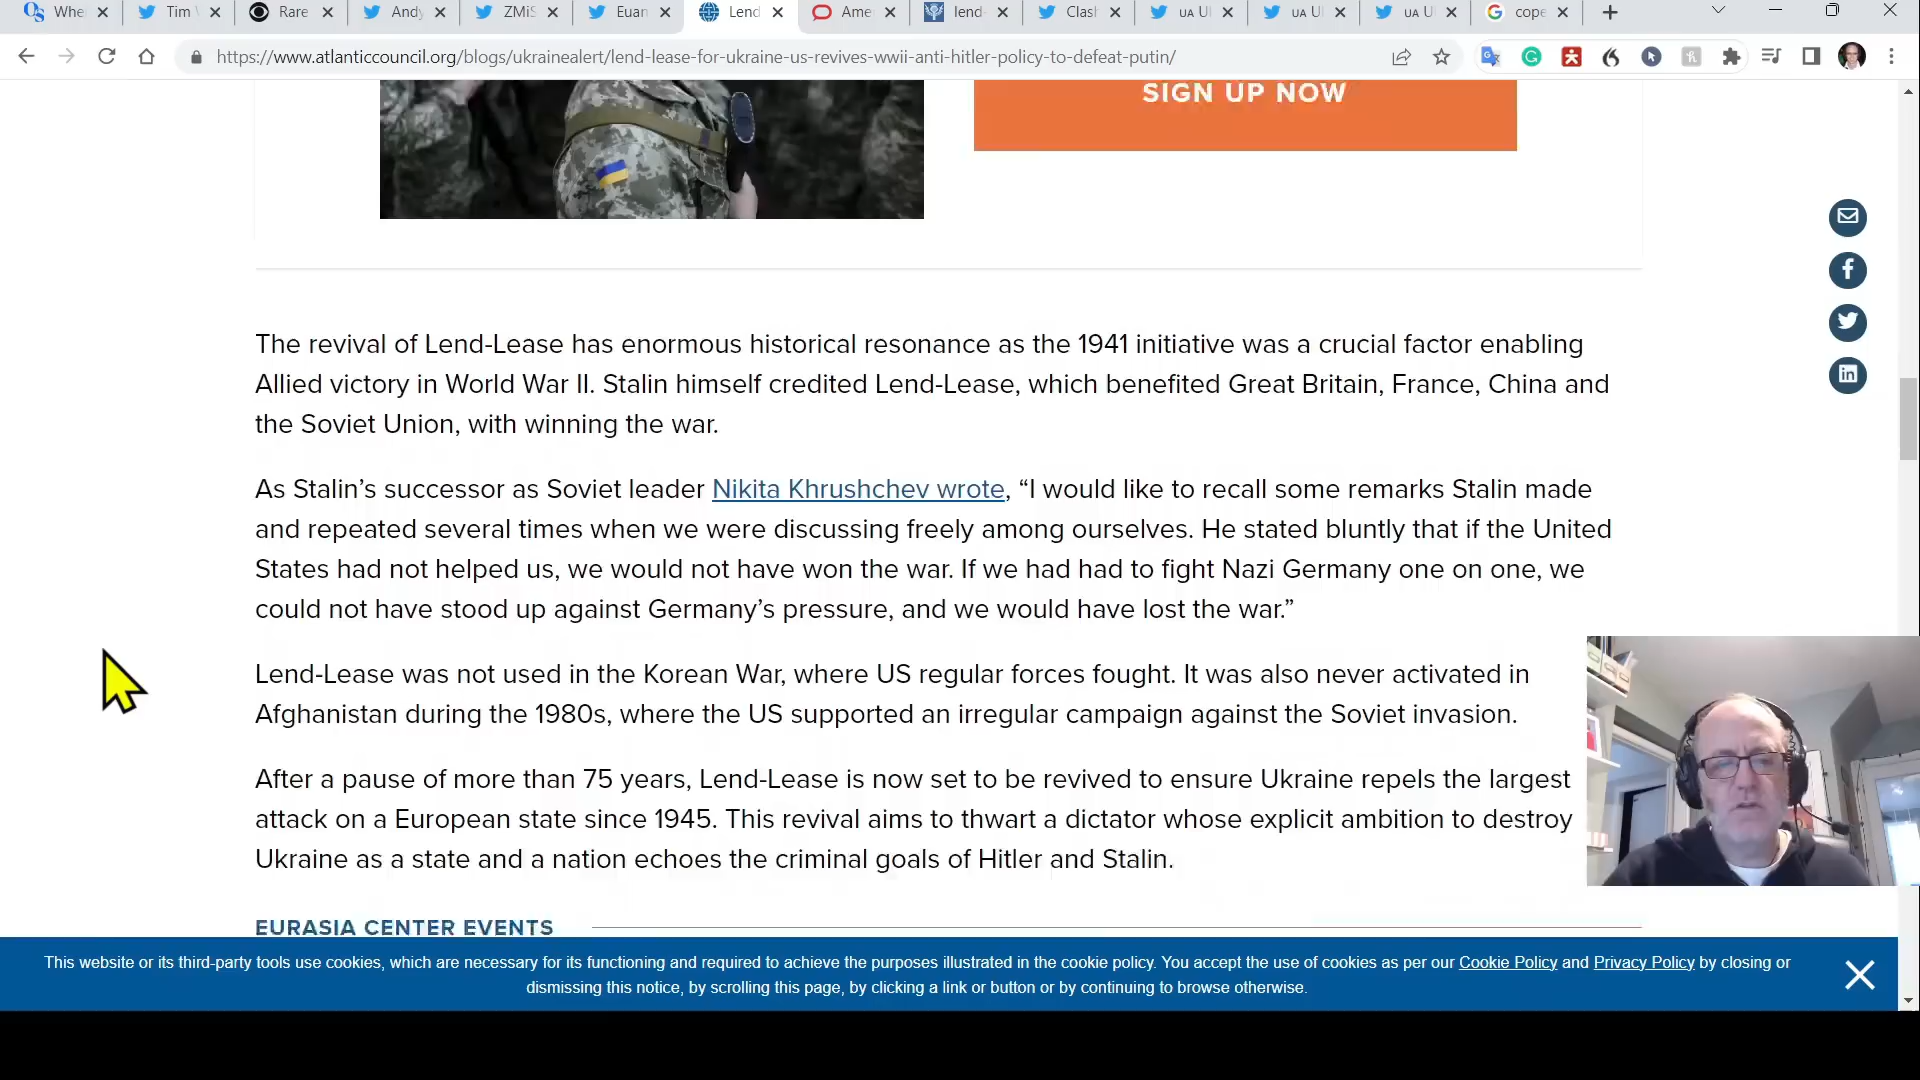 Whe
Tim
Rare
Andy
ZMiS
Euan
Lend
Ame
lend-
Clash
UA U
UA U
UA U
cope
https://www.atlanticcouncil.org/blogs/ukrainealert/lend-lease-for-ukraine-us-revives-wwii-anti-hitler-policy-to-defeat-putin/
SIGN UP NOW
The revival of Lend-Lease has enormous historical resonance as the 1941 initiative was a crucial factor enabling
Allied victory in World War II. Stalin himself credited Lend-Lease, which benefited Great Britain, France, China and
the Soviet Union, with winning the war.
As Stalin’s successor as Soviet leader Nikita Khrushchev wrote, “I would like to recall some remarks Stalin made
and repeated several times when we were discussing freely among ourselves. He stated bluntly that if the United
States had not helped us, we would not have won the war. If we had had to fight Nazi Germany one on one, we
could not have stood up against Germany’s pressure, and we would have lost the war.”
Lend-Lease was not used in the Korean War, where US regular forces fought. It was also never activated in
Afghanistan during the 1980s, where the US supported an irregular campaign against the Soviet invasion.
After a pause of more than 75 years, Lend-Lease is now set to be revived to ensure Ukraine repels the largest
attack on a European state since 1945. This revival aims to thwart a dictator whose explicit ambition to destroy
Ukraine as a state and a nation echoes the criminal goals of Hitler and Stalin.
EURASIA CENTER EVENTS
This website or its third-party tools use cookies, which are necessary for its functioning and required to achieve the purposes illustrated in the cookie policy. You accept the use of cookies as per our Cookie Policy and Privacy Policy by closing or
dismissing this notice, by scrolling this page, by clicking a link or button or by continuing to browse otherwise.